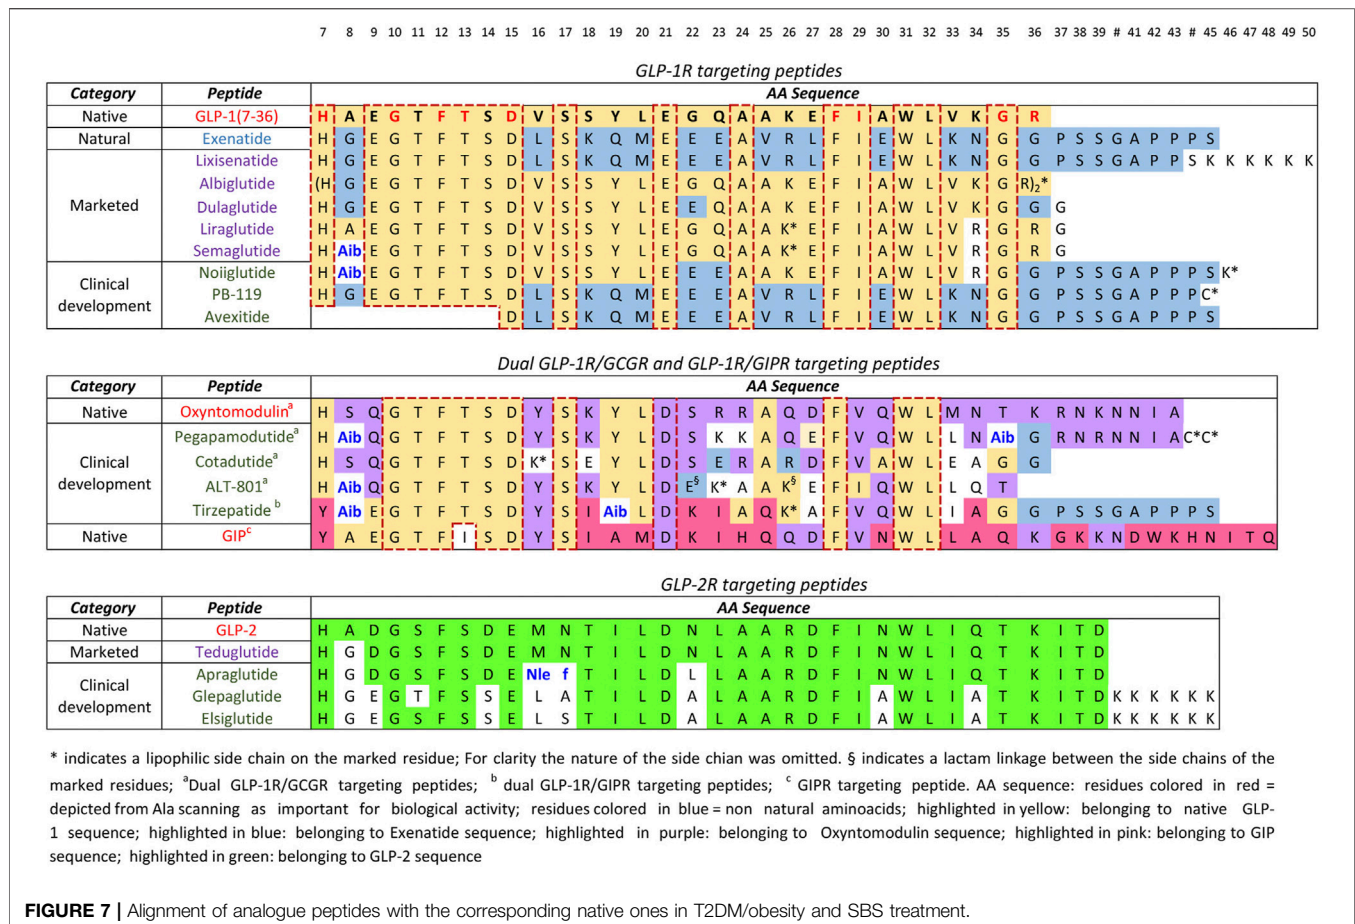 7 8 9 10 11 12 13 14 15 16 17 18 19 20 21 22 23 24 25 26 27 28 29 30 31 32 33 34 35 36 37 38 39 # 41 42 43 # 45 46 47 48 49 50
GLP-1R targeting peptides
Category Peptide AA Sequence
Native GLP-1(7-36) H A E G T F T S D V S S Y L E G Q A A K E F I A W L V K G R
Natural Exenatide H G E G T F T S D L S K Q M E E E A V R L F I E W L K N G G P S S G A P P P S
Marketed
Lixisenatide H G E G T F T S D L S K Q M E E E A V R L F I E W L K N G G P S S G A P P S K K K K K K
Albiglutide (H G E G T F T S D V S S Y L E G Q A A K E F I A W L V K G R)₂*
Dulaglutide H G E G T F T S D V S S Y L E E Q A A K E F I A W L V K G G G
Liraglutide H A E G T F T S D V S S Y L E G Q A A K* E F I A W L V R G R G
Semaglutide H Aib E G T F T S D V S S Y L E G Q A A K* E F I A W L V R G R G
Clinical development
Noiiglutide H Aib E G T F T S D V S S Y L E E E A A K E F I A W L V R G G P S S G A P P P S K*
PB-119 H G E G T F T S D L S K Q M E E E A V R L F I E W L K N G G P S S G A P P P C*
Avexitide D L S K Q M E E E A V R L F I E W L K N G G P S S G A P P P S
Dual GLP-1R/GCGR and GLP-1R/GIPR targeting peptides
Category Peptide AA Sequence
Native Oxyntomodulinᵃ H S Q G T F T S D Y S K Y L D S R R A Q D F V Q W L M N T K R N K N N I A
Clinical development
Pegapamodutideᵃ H Aib Q G T F T S D Y S K Y L D S K K A Q E F V Q W L L N Aib G R N R N N I A C* C*
Cotadutideᵃ H S Q G T F T S D K* S E Y L D S E R A R D F V A W L E A G G
ALT-801ᵃ H Aib Q G T F T S D Y S K Y L D E§ K* A A K§ E F I Q W L L Q T
Tirzepatide ᵇ Y Aib E G T F T S D Y S I Aib L D K I A Q K* A F V Q W L I A G G P S S G A P P P S
Native GIPᶜ Y A E G T F I S D Y S I A M D K I H Q Q D F V N W L L A Q K G K K N D W K H N I T Q
GLP-2R targeting peptides
Category Peptide AA Sequence
Native GLP-2 H A D G S F S D E M N T I L D N L A A R D F I N W L I Q T K I T D
Marketed Teduglutide H G D G S F S D E M N T I L D N L A A R D F I N W L I Q T K I T D
Clinical development
Apraglutide H G D G S F S D E Nle f T I L D L L A A R D F I N W L I Q T K I T D
Glepaglutide H G E G T F S S E L A T I L D A L A A R D F I A W L I A T K I T D K K K K K K
Elsiglutide H G E G S F S S E L S T I L D A L A A R D F I A W L I A T K I T D K K K K K K
* indicates a lipophilic side chain on the marked residue; For clarity the nature of the side chian was omitted. § indicates a lactam linkage between the side chains of the
marked residues; ᵃDual GLP-1R/GCGR targeting peptides; ᵇ dual GLP-1R/GIPR targeting peptides; ᶜ GIPR targeting peptide. AA sequence: residues colored in red =
depicted from Ala scanning as important for biological activity; residues colored in blue = non natural aminoacids; highlighted in yellow: belonging to native GLP-
1 sequence; highlighted in blue: belonging to Exenatide sequence; highlighted in purple: belonging to Oxyntomodulin sequence; highlighted in pink: belonging to GIP
sequence; highlighted in green: belonging to GLP-2 sequence
FIGURE 7 | Alignment of analogue peptides with the corresponding native ones in T2DM/obesity and SBS treatment.